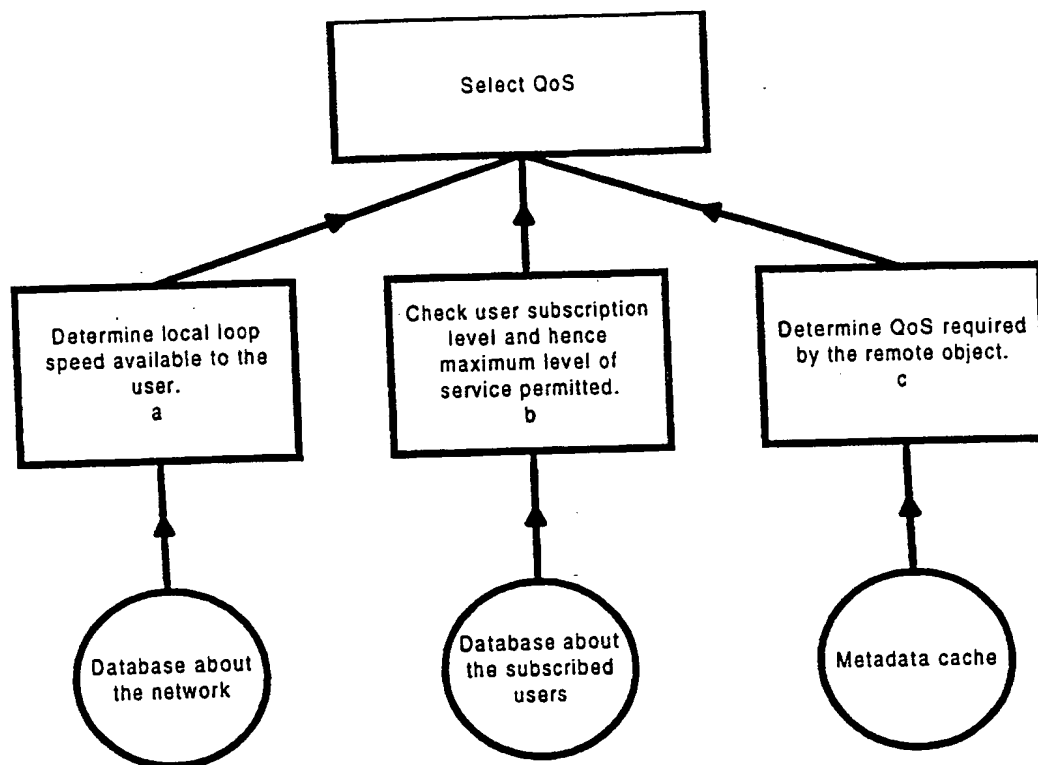 Select QoS
Determine local loop
speed available to the
user.
a
Check user subscription
level and hence
maximum level of
service permitted.
b
Determine QoS required
by the remote object.
c
Database about
the network
Database about
the subscribed
users
Metadata cache